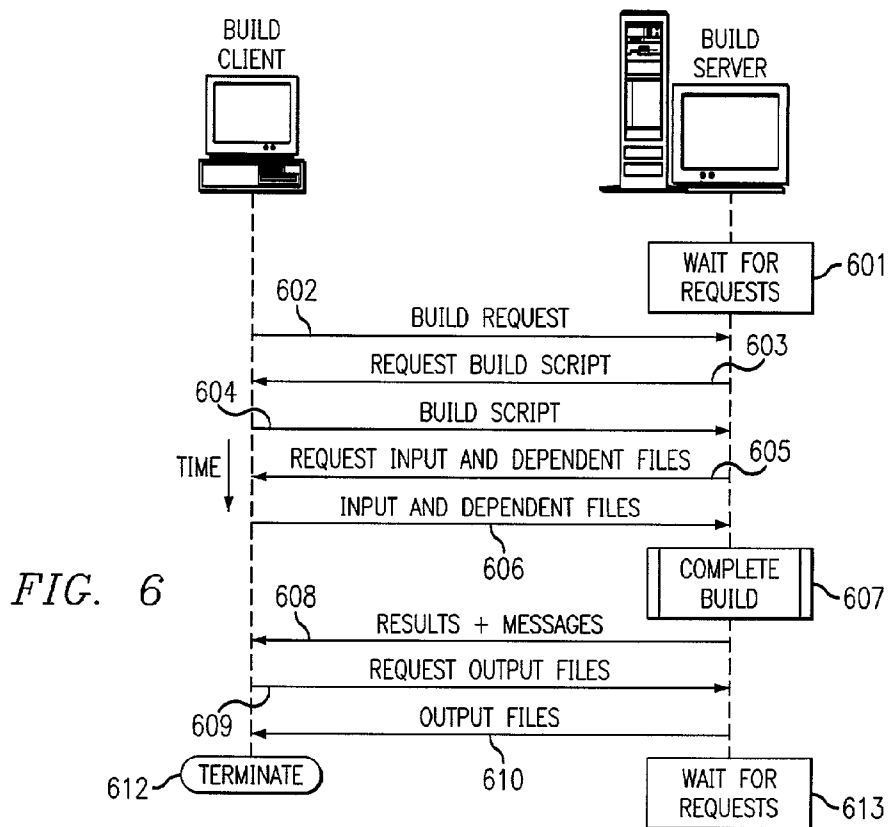 BUILD
CLIENT
BUILD
SERVER
WAIT FOR
REQUESTS
601
602
BUILD REQUEST
603
REQUEST BUILD SCRIPT
604
BUILD SCRIPT
TIME
REQUEST INPUT AND DEPENDENT FILES
605
INPUT AND DEPENDENT FILES
606
COMPLETE
BUILD
607
FIG. 6
608
RESULTS + MESSAGES
REQUEST OUTPUT FILES
609
OUTPUT FILES
610
612
TERMINATE
WAIT FOR
REQUESTS
613